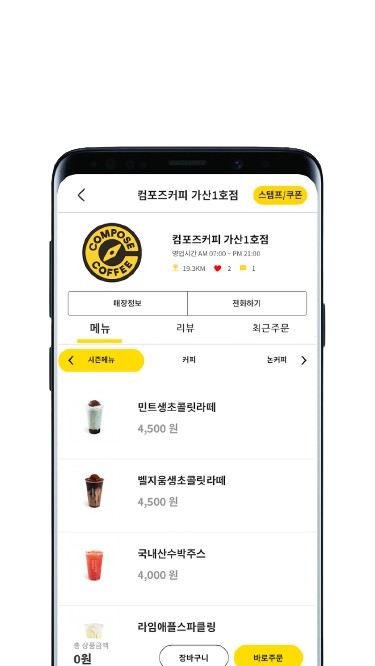 컴포즈커피 가산1호점
스탬프/쿠폰
COMPOSE
COFFEE
컴포즈커피 가산1호점
영업시간 AM 07:00 ~ PM 21:00
19.3KM 2 1
매장정보 전화하기
메뉴 리뷰 최근주문
시즌메뉴 커피 논커피
민트생초콜릿라떼
4,500 원
벨지움생초콜릿라떼
4,500 원
국내산수박주스
4,000 원
라임애플스파클링
총 상품금액
0원
장바구니 바로주문